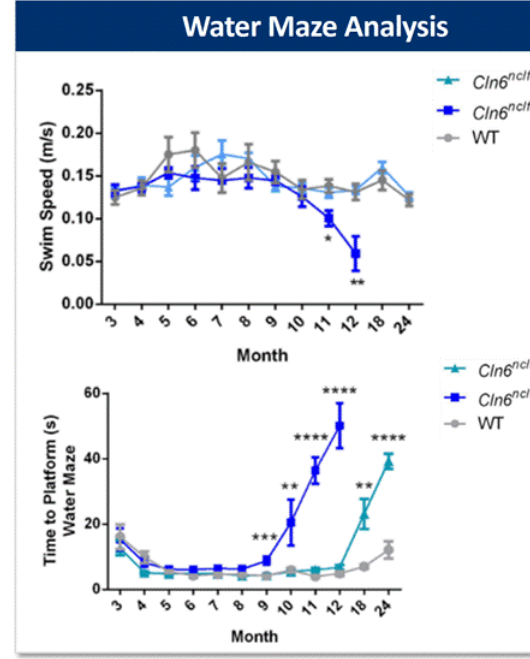 Water Maze Analysis
Cln6ncl
Cln6nclf
WT
Swim Speed (m/s)
0.25
0.20
0.15
0.10
0.05
0.00
*
**
3 4 5 6 7 8 9 10 11 12 18 24
Month
Cln6ncl
Cln6ncl
WT
Time to Platform (s)
Water Maze
60
40
20
0
***
**
****
****
**
****
3 4 5 6 7 8 9 10 11 12 18 24
Month